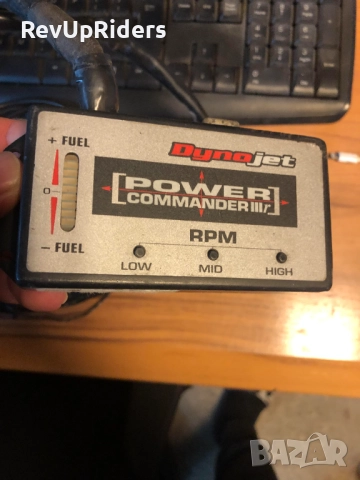 RevUpRiders
+ FUEL
Dynojet
0
POWER
COMMANDER III
RPM
- FUEL
LOW
MID
HIGH
BAZAR